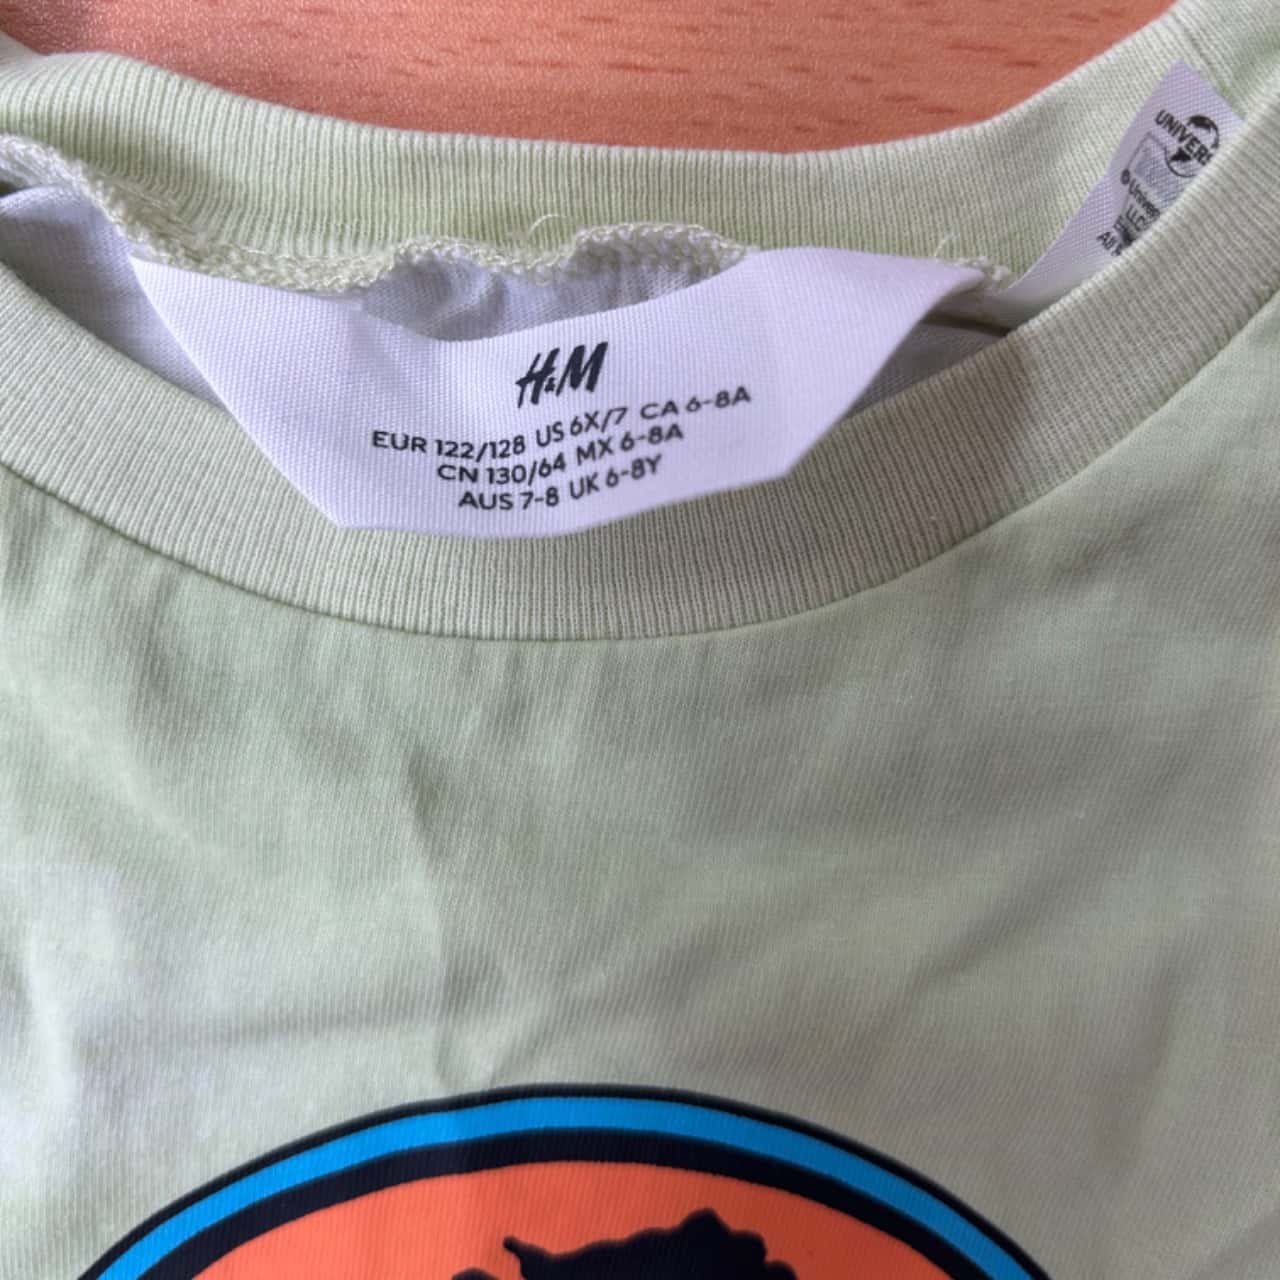 H&M
EUR 122/128 US 6X/7 CA 6-8A
CN 130/64 MX 6-8A
AUS 7-8 UK 6-8Y